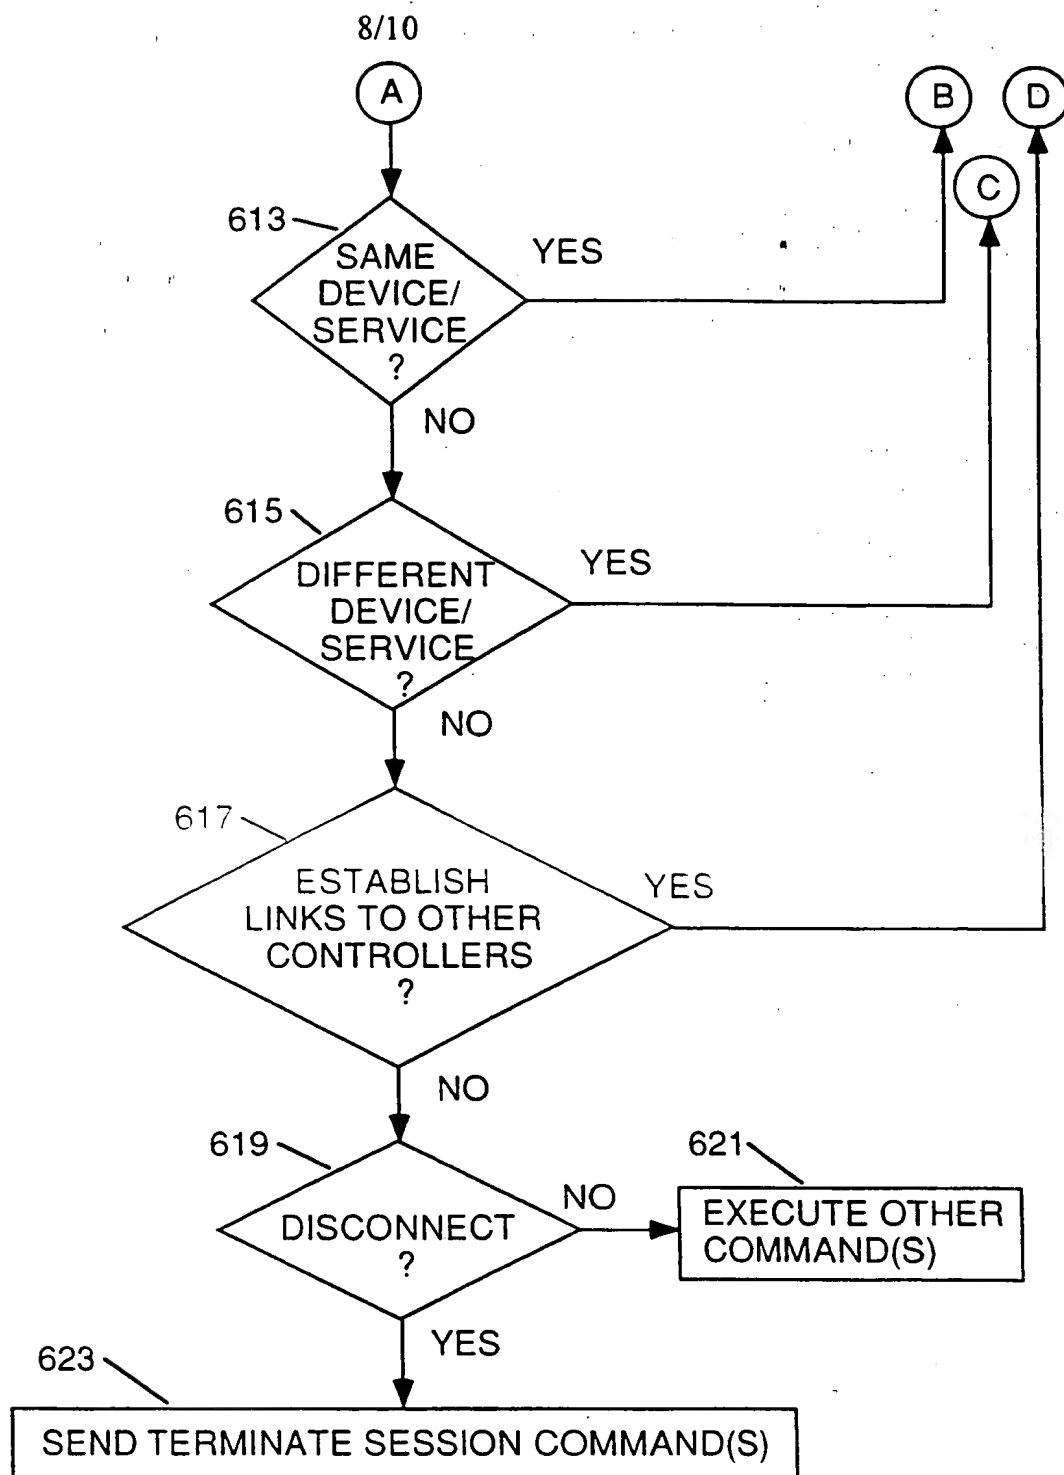 8/10
A
B
D
C
613
SAME
DEVICE/
SERVICE
?
YES
NO
615
DIFFERENT
DEVICE/
SERVICE
?
YES
NO
617
ESTABLISH
LINKS TO OTHER
CONTROLLERS
?
YES
NO
619
DISCONNECT
?
NO
621
EXECUTE OTHER
COMMAND(S)
YES
623
SEND TERMINATE SESSION COMMAND(S)